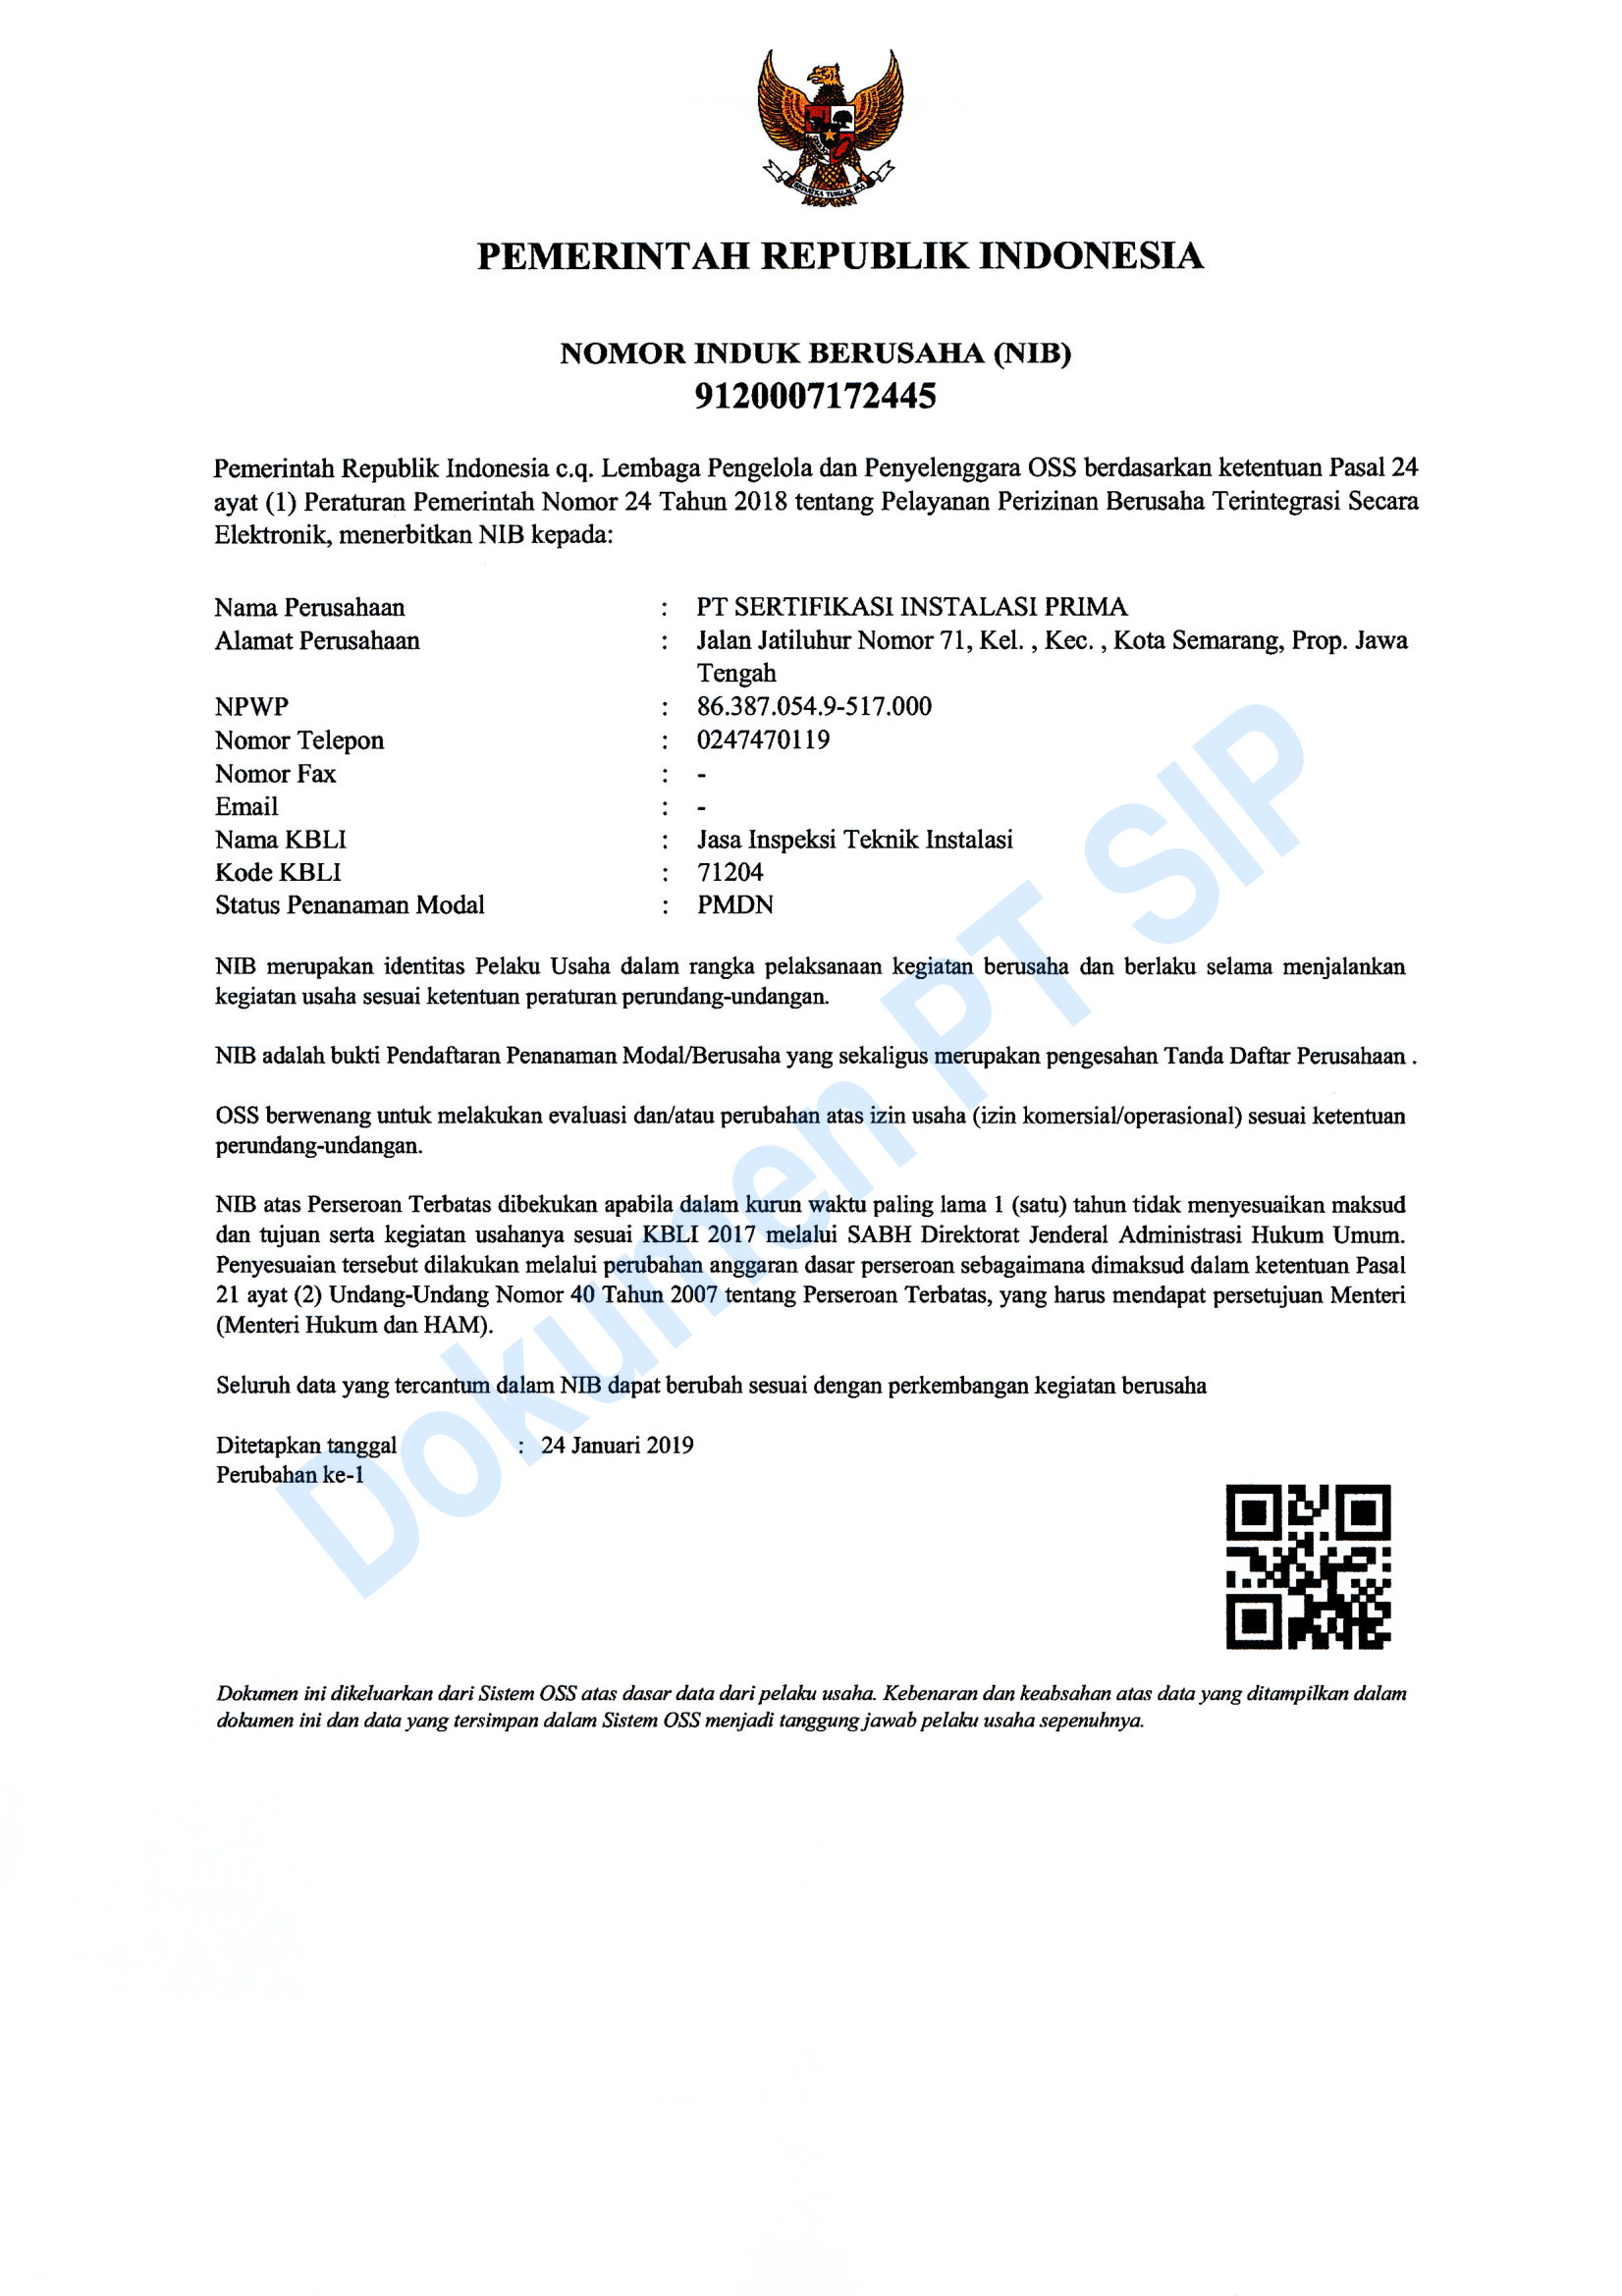 PEMERINTAH REPUBLIK INDONESIA
NOMOR INDUK BERUSAHA (NIB)
9120007172445
Pemerintah Republik Indonesia c.q. Lembaga Pengelola dan Penyelenggara OSS berdasarkan ketentuan Pasal 24
ayat (1) Peraturan Pemerintah Nomor 24 Tahun 2018 tentang Pelayanan Perizinan Berusaha Terintegrasi Secara
Elektronik, menerbitkan NIB kepada:
Nama Perusahaan : PT SERTIFIKASI INSTALASI PRIMA
Alamat Perusahaan : Jalan Jatiluhur Nomor 71, Kel. , Kec. , Kota Semarang, Prop. Jawa
Tengah
NPWP : 86.387.054.9-517.000
Nomor Telepon : 0247470119
Nomor Fax : -
Email : -
Nama KBLI : Jasa Inspeksi Teknik Instalasi
Kode KBLI : 71204
Status Penanaman Modal : PMDN
NIB merupakan identitas Pelaku Usaha dalam rangka pelaksanaan kegiatan berusaha dan berlaku selama menjalankan
kegiatan usaha sesuai ketentuan peraturan perundang-undangan.
NIB adalah bukti Pendaftaran Penanaman Modal/Berusaha yang sekaligus merupakan pengesahan Tanda Daftar Perusahaan .
OSS berwenang untuk melakukan evaluasi dan/atau perubahan atas izin usaha (izin komersial/operasional) sesuai ketentuan
perundang-undangan.
NIB atas Perseroan Terbatas dibekukan apabila dalam kurun waktu paling lama 1 (satu) tahun tidak menyesuaikan maksud
dan tujuan serta kegiatan usahanya sesuai KBLI 2017 melalui SABH Direktorat Jenderal Administrasi Hukum Umum.
Penyesuaian tersebut dilakukan melalui perubahan anggaran dasar perseroan sebagaimana dimaksud dalam ketentuan Pasal
21 ayat (2) Undang-Undang Nomor 40 Tahun 2007 tentang Perseroan Terbatas, yang harus mendapat persetujuan Menteri
(Menteri Hukum dan HAM).
Seluruh data yang tercantum dalam NIB dapat berubah sesuai dengan perkembangan kegiatan berusaha
Ditetapkan tanggal : 24 Januari 2019
Perubahan ke-1
Dokumen ini dikeluarkan dari Sistem OSS atas dasar data dari pelaku usaha. Kebenaran dan keabsahan atas data yang ditampilkan dalam
dokumen ini dan data yang tersimpan dalam Sistem OSS menjadi tanggung jawab pelaku usaha sepenuhnya.
Dokumen PT SIP